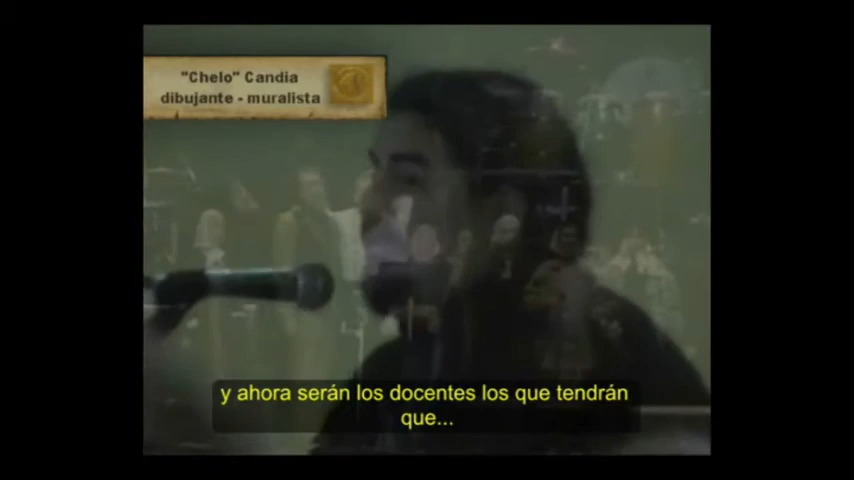 "Chelo" Candia
dibujante - muralista
y ahora serán los docentes los que tendrán
que...